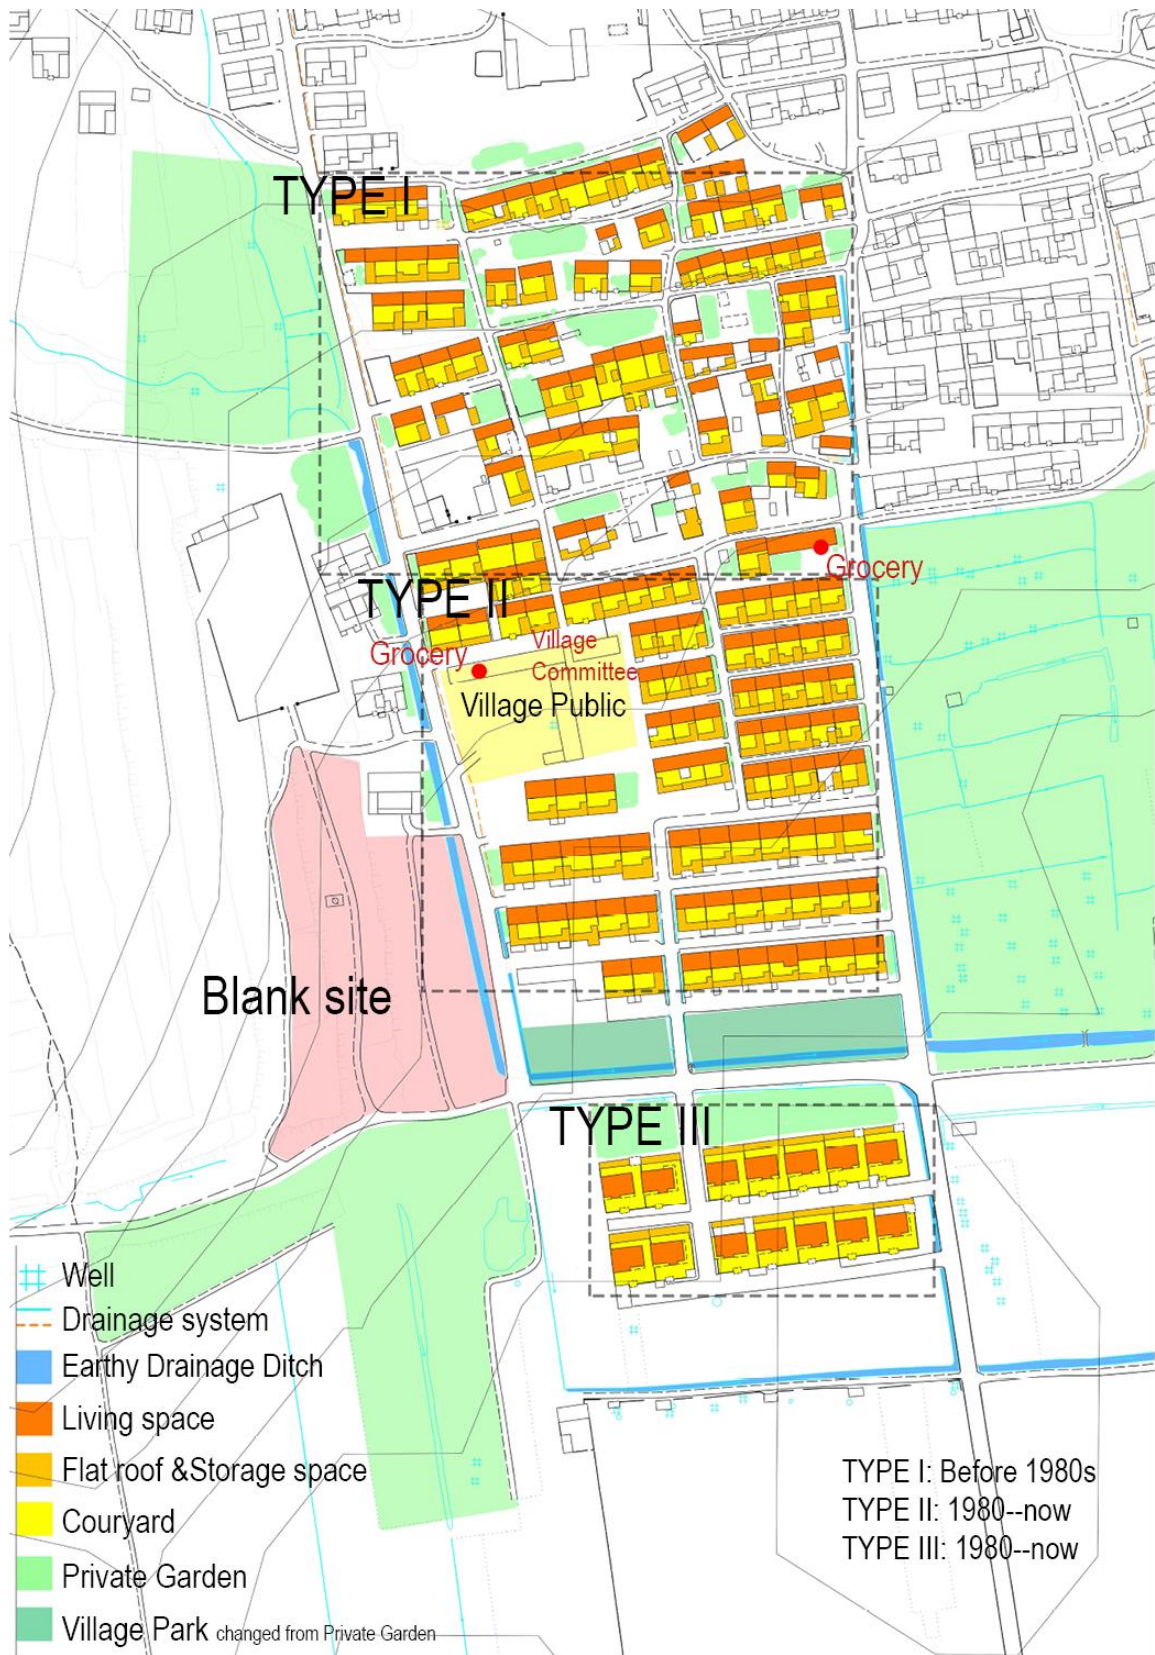 TYPE I
Grocery
TYPE II
Village
Committee
Grocery
Village Public
Blank site
TYPE III
Well
Drainage system
Earthy Drainage Ditch
Living space
Flat roof &Storage space
Couryard
Private Garden
Village Park changed from Private Garden
TYPE I: Before 1980s
TYPE II: 1980--now
TYPE III: 1980--now